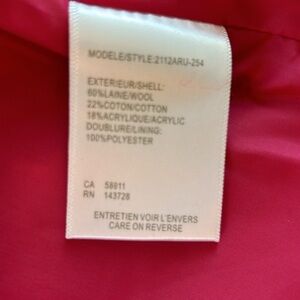 MODELE/STYLE:2112ARU-254
EXTERIEUR/SHELL:
60%LAINE/WOOL
22%COTON/COTTON
18%ACRYLIQUE/ACRYLIC
DOUBLURE/LINING:
100%POLYESTER
CA 58911
RN 143728
ENTRETIEN VOIR L'ENVERS
CARE ON REVERSE